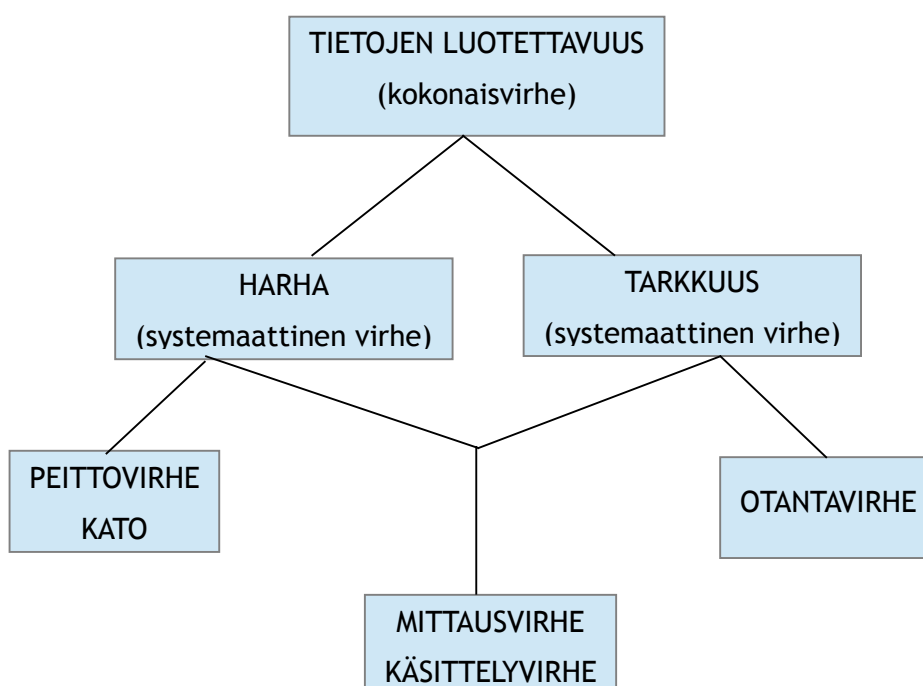 TIETOJEN LUOTETTAVUUS
(kokonaisvirhe)
HARHA
(systemaattinen virhe)
TARKKUUS
(systemaattinen virhe)
PEITTOVIRHE
KATO
OTANTAVIRHE
MITTAUSVIRHE
KÄSITTELYVIRHE